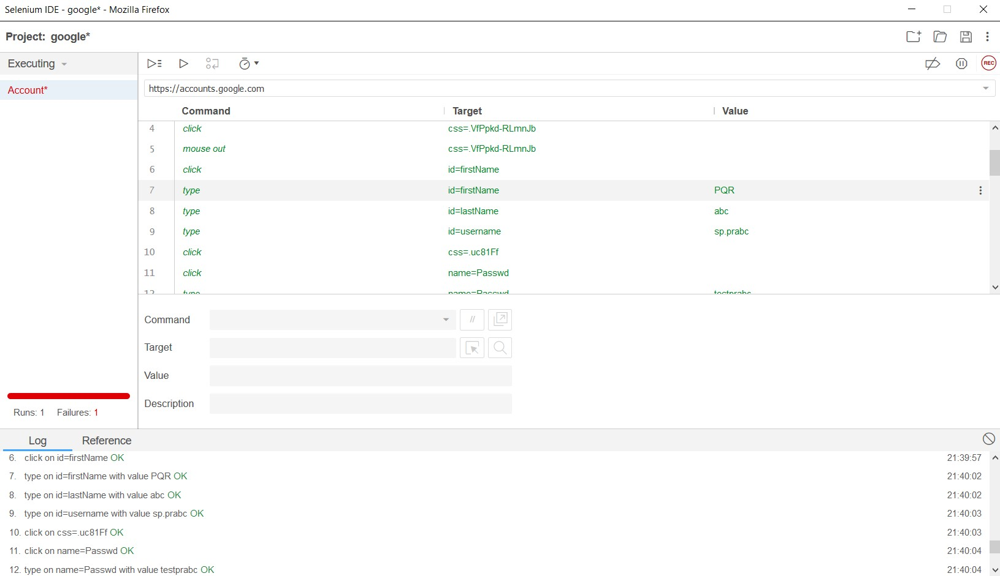 Selenium IDE - google* - Mozilla Firefox
Project: google*
Executing
Account*
REC
https://accounts.google.com
Command Target Value
4 click css=.VfPpkd-RLmnJb
5 mouse out css=.VfPpkd-RLmnJb
6 click id=firstName
7 type id=firstName PQR
8 type id=lastName abc
9 type id=username sp.prabc
10 click css=.uc81Ff
11 click name=Passwd
12 type name=Passwd testprabc
Command //
Target
Value
Description
Runs: 1 Failures: 1
Log Reference
6. click on id=firstName OK 21:39:57
7. type on id=firstName with value PQR OK 21:40:02
8. type on id=lastName with value abc OK 21:40:02
9. type on id=username with value sp.prabc OK 21:40:03
10. click on css=.uc81Ff OK 21:40:03
11. click on name=Passwd OK 21:40:04
12. type on name=Passwd with value testprabc OK 21:40:04